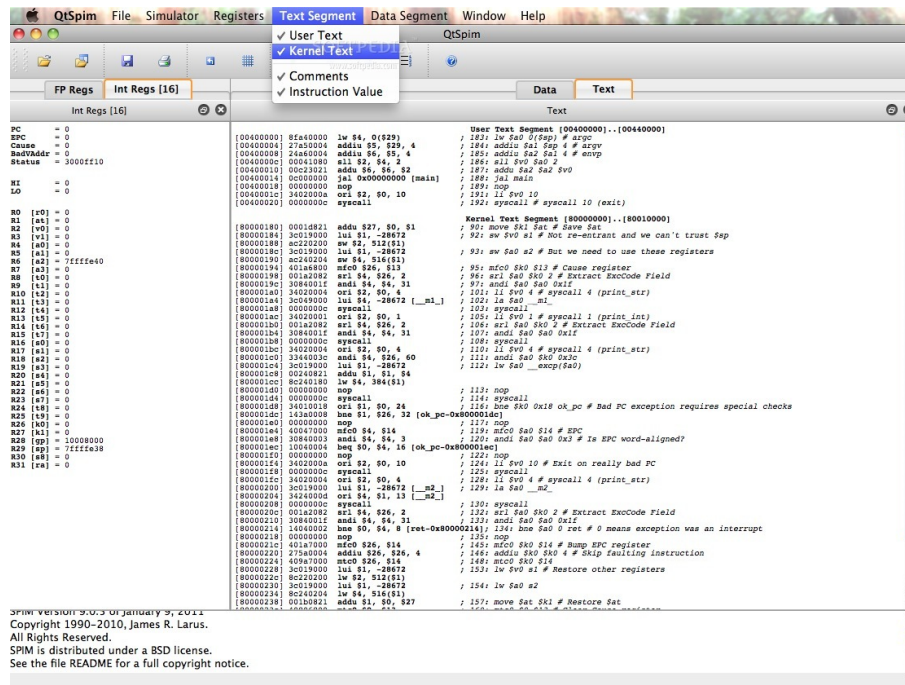 QtSpim File Simulator Registers Text Segment Data Segment Window Help
QtSpim
✓ User Text
✓ Kernel Text
✓ Comments
✓ Instruction Value
FP Regs Int Regs [16] Data Text
Int Regs [16] Text
PC = 0
EPC = 0
Cause = 0
BadVAddr = 0
Status = 3000ff10
HI = 0
LO = 0
R0 [r0] = 0
R1 [at] = 0
R2 [v0] = 0
R3 [v1] = 0
R4 [a0] = 0
R5 [a1] = 0
R6 [a2] = 7ffffe40
R7 [a3] = 0
R8 [t0] = 0
R9 [t1] = 0
R10 [t2] = 0
R11 [t3] = 0
R12 [t4] = 0
R13 [t5] = 0
R14 [t6] = 0
R15 [t7] = 0
R16 [s0] = 0
R17 [s1] = 0
R18 [s2] = 0
R19 [s3] = 0
R20 [s4] = 0
R21 [s5] = 0
R22 [s6] = 0
R23 [s7] = 0
R24 [t8] = 0
R25 [t9] = 0
R26 [k0] = 0
R27 [k1] = 0
R28 [gp] = 10008000
R29 [sp] = 7ffffe38
R30 [s8] = 0
R31 [ra] = 0
User Text Segment [00400000]..[00440000]
[00400000] 8fa40000 lw $4, 0($29) ; 183: lw $a0 0($sp) # argc
[00400004] 27a50004 addiu $5, $29, 4 ; 184: addiu $a1 $sp 4 # argv
[00400008] 24a60004 addiu $6, $5, 4 ; 185: addiu $a2 $a1 4 # envp
[0040000c] 00041080 sll $2, $4, 2 ; 186: sll $v0 $a0 2
[00400010] 00c23021 addu $6, $6, $2 ; 187: addu $a2 $a2 $v0
[00400014] 0c000000 jal 0x00000000 [main] ; 188: jal main
[00400018] 00000000 nop ; 189: nop
[0040001c] 3402000a ori $2, $0, 10 ; 191: li $v0 10
[00400020] 0000000c syscall ; 192: syscall # syscall 10 (exit)
Kernel Text Segment [80000000]..[80010000]
[80000180] 0001d821 addu $27, $0, $1 ; 90: move $k1 $at # Save $at
[80000184] 3c019000 lui $1, -28672 ; 92: sw $v0 s1 # Not re-entrant and we can't trust $sp
[80000188] ac220200 sw $2, 512($1)
[8000018c] 3c019000 lui $1, -28672 ; 93: sw $a0 s2 # But we need to use these registers
[80000190] ac240204 sw $4, 516($1)
[80000194] 401a6800 mfc0 $26, $13 ; 95: mfc0 $k0 $13 # Cause register
[80000198] 001a2082 srl $4, $26, 2 ; 96: srl $a0 $k0 2 # Extract ExcCode Field
[8000019c] 3084001f andi $4, $4, 31 ; 97: andi $a0 $a0 0x1f
[800001a0] 34020004 ori $2, $0, 4 ; 101: li $v0 4 # syscall 4 (print_str)
[800001a4] 3c049000 lui $4, -28672 [__m1_] ; 102: la $a0 __m1_
[800001a8] 0000000c syscall ; 103: syscall
[800001ac] 34020001 ori $2, $0, 1 ; 105: li $v0 1 # syscall 1 (print_int)
[800001b0] 001a2082 srl $4, $26, 2 ; 106: srl $a0 $k0 2 # Extract ExcCode Field
[800001b4] 3084001f andi $4, $4, 31 ; 107: andi $a0 $a0 0x1f
[800001b8] 0000000c syscall ; 108: syscall
[800001bc] 34020004 ori $2, $0, 4 ; 110: li $v0 4 # syscall 4 (print_str)
[800001c0] 3344003c andi $4, $26, 60 ; 111: andi $a0 $k0 0x3c
[800001c4] 3c019000 lui $1, -28672 ; 112: lw $a0 __excp($a0)
[800001c8] 00240821 addu $1, $1, $4
[800001cc] 8c240180 lw $4, 384($1)
[800001d0] 00000000 nop ; 113: nop
[800001d4] 0000000c syscall ; 114: syscall
[800001d8] 34010018 ori $1, $0, 24 ; 116: bne $k0 0x18 ok_pc # Bad PC exception requires special checks
[800001dc] 143a0008 bne $1, $26, 32 [ok_pc-0x800001dc]
[800001e0] 00000000 nop ; 117: nop
[800001e4] 40047000 mfc0 $4, $14 ; 119: mfc0 $a0 $14 # EPC
[800001e8] 30840003 andi $4, $4, 3 ; 120: andi $a0 $a0 0x3 # Is EPC word-aligned?
[800001ec] 10040004 beq $0, $4, 16 [ok_pc-0x800001ec]
[800001f0] 00000000 nop ; 122: nop
[800001f4] 3402000a ori $2, $0, 10 ; 124: li $v0 10 # Exit on really bad PC
[800001f8] 0000000c syscall ; 125: syscall
[800001fc] 34020004 ori $2, $0, 4 ; 128: li $v0 4 # syscall 4 (print_str)
[80000200] 3c019000 lui $1, -28672 [__m2_] ; 129: la $a0 __m2_
[80000204] 3424000d ori $4, $1, 13 [__m2_]
[80000208] 0000000c syscall ; 130: syscall
[8000020c] 001a2082 srl $4, $26, 2 ; 132: srl $a0 $k0 2 # Extract ExcCode Field
[80000210] 3084001f andi $4, $4, 31 ; 133: andi $a0 $a0 0x1f
[80000214] 14040002 bne $0, $4, 8 [ret-0x80000214]; 134: bne $a0 0 ret # 0 means exception was an interrupt
[80000218] 00000000 nop ; 135: nop
[8000021c] 401a7000 mfc0 $26, $14 ; 145: mfc0 $k0 $14 # Bump EPC register
[80000220] 275a0004 addiu $26, $26, 4 ; 146: addiu $k0 $k0 4 # Skip faulting instruction
[80000224] 409a7000 mtc0 $26, $14 ; 148: mtc0 $k0 $14
[80000228] 3c019000 lui $1, -28672 ; 153: lw $v0 s1 # Restore other registers
[8000022c] 8c220200 lw $2, 512($1)
[80000230] 3c019000 lui $1, -28672 ; 154: lw $a0 s2
[80000234] 8c240204 lw $4, 516($1)
[80000238] 001b0821 addu $1, $0, $27 ; 157: move $at $k1 # Restore $at
SPIM Version 9.0.3 of January 9, 2011
Copyright 1990-2010, James R. Larus.
All Rights Reserved.
SPIM is distributed under a BSD license.
See the file README for a full copyright notice.